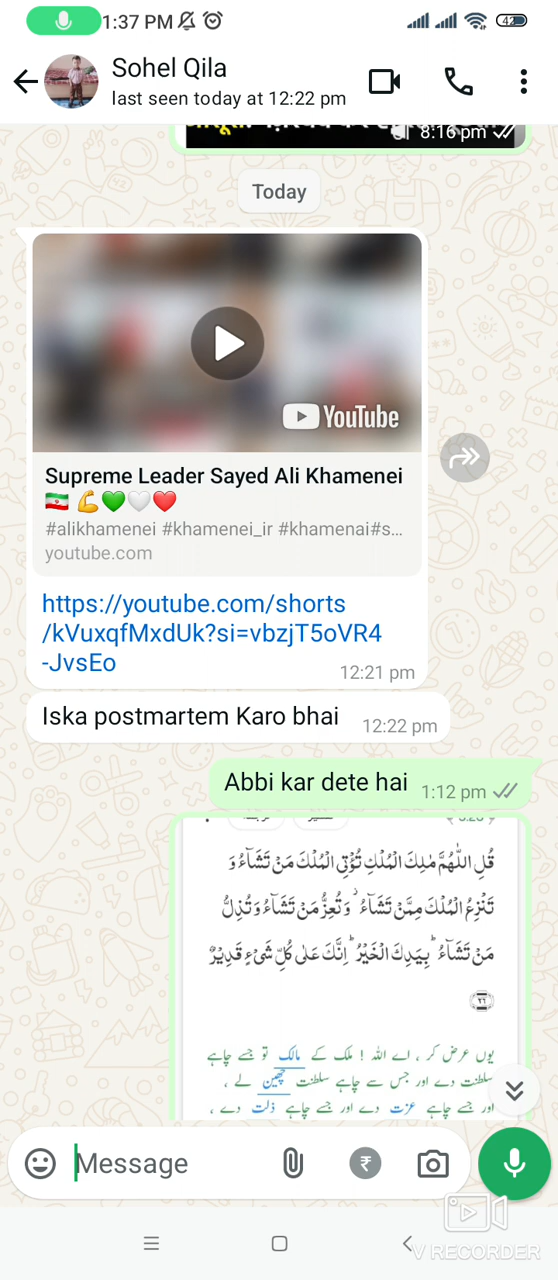 1:37 PM
42
Sohel Qila
last seen today at 12:22 pm
8:16 pm
Today
YouTube
Supreme Leader Sayed Ali Khamenei
🇮🇷 💪💚🤍❤️
#alikhamenei #khamenei_ir #khamenai#s...
youtube.com
https://youtube.com/shorts
/kVuxqfMxdUk?si=vbzjT5oVR4
-JvsEo
12:21 pm
Iska postmartem Karo bhai 12:22 pm
Abbi kar dete hai 1:12 pm
قُلِ اللّٰهُمَّ مٰلِكَ الْمُلْكِ تُؤْتِی الْمُلْكَ مَنْ تَشَآءُ وَ
تَنْزِعُ الْمُلْكَ مِمَّنْ تَشَآءُ ۫ وَ تُعِزُّ مَنْ تَشَآءُ وَ تُذِلُّ
مَنْ تَشَآءُ ؕ بِیَدِكَ الْخَیْرُ ؕ اِنَّكَ عَلٰی كُلِّ شَیْءٍ قَدِیْرٌ
۲۶
یوں عرض کر ، اے اللہ ! ملک کے مالک تو جسے چاہے
سلطنت دے اور جس سے چاہے سلطنت چھین لے ،
اور جسے چاہے عزت دے اور جسے چاہے ذلت دے ،
Message
₹
V RECORDER